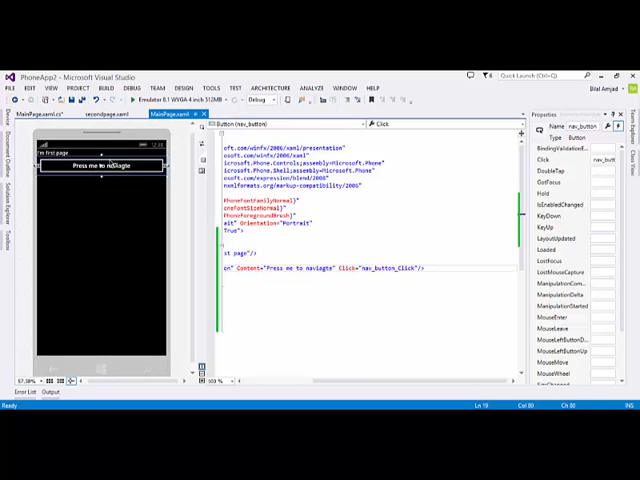 PhoneApp2 - Microsoft Visual Studio
Quick Launch (Ctrl+Q)
FILE EDIT VIEW PROJECT BUILD DEBUG TEAM DESIGN TOOLS TEST ARCHITECTURE ANALYZE WINDOW HELP
Bilal Amjad
Emulator 8.1 WVGA 4 inch 512MB
Debug
MainPage.xaml.cs*
secondpage.xaml
MainPage.xaml
Device
Document Outline
Solution Explorer
Toolbox
I'm first page
Press me to naviagte
57.38%
Button (nav_button)
Click
oft.com/winfx/2006/xaml/presentation"
osoft.com/winfx/2006/xaml"
icrosoft.Phone.Controls;assembly=Microsoft.Phone"
icrosoft.Phone.Shell;assembly=Microsoft.Phone"
osoft.com/expression/blend/2008"
nxmlformats.org/markup-compatibility/2006"
PhoneFontFamilyNormal}"
oneFontSizeNormal}"
PhoneForegroundBrush}"
ait" Orientation="Portrait"
True">
st page"/>
on" Content="Press me to naviagte" Click="nav_button_Click"/>
Properties
Name nav_button
Type Button
BindingValidationE...
Click nav_butt
DoubleTap
GotFocus
Hold
IsEnabledChanged
KeyDown
KeyUp
LayoutUpdated
Loaded
LostFocus
ManipulationCom...
ManipulationDelta
ManipulationStarted
MouseEnter
MouseLeave
MouseLeftButtonD...
MouseLeftButtonUp
MouseMove
MouseWheel
Team Explorer
Class View
Error List Output
Ready
Ln 19
Col 80
Ch 80
INS